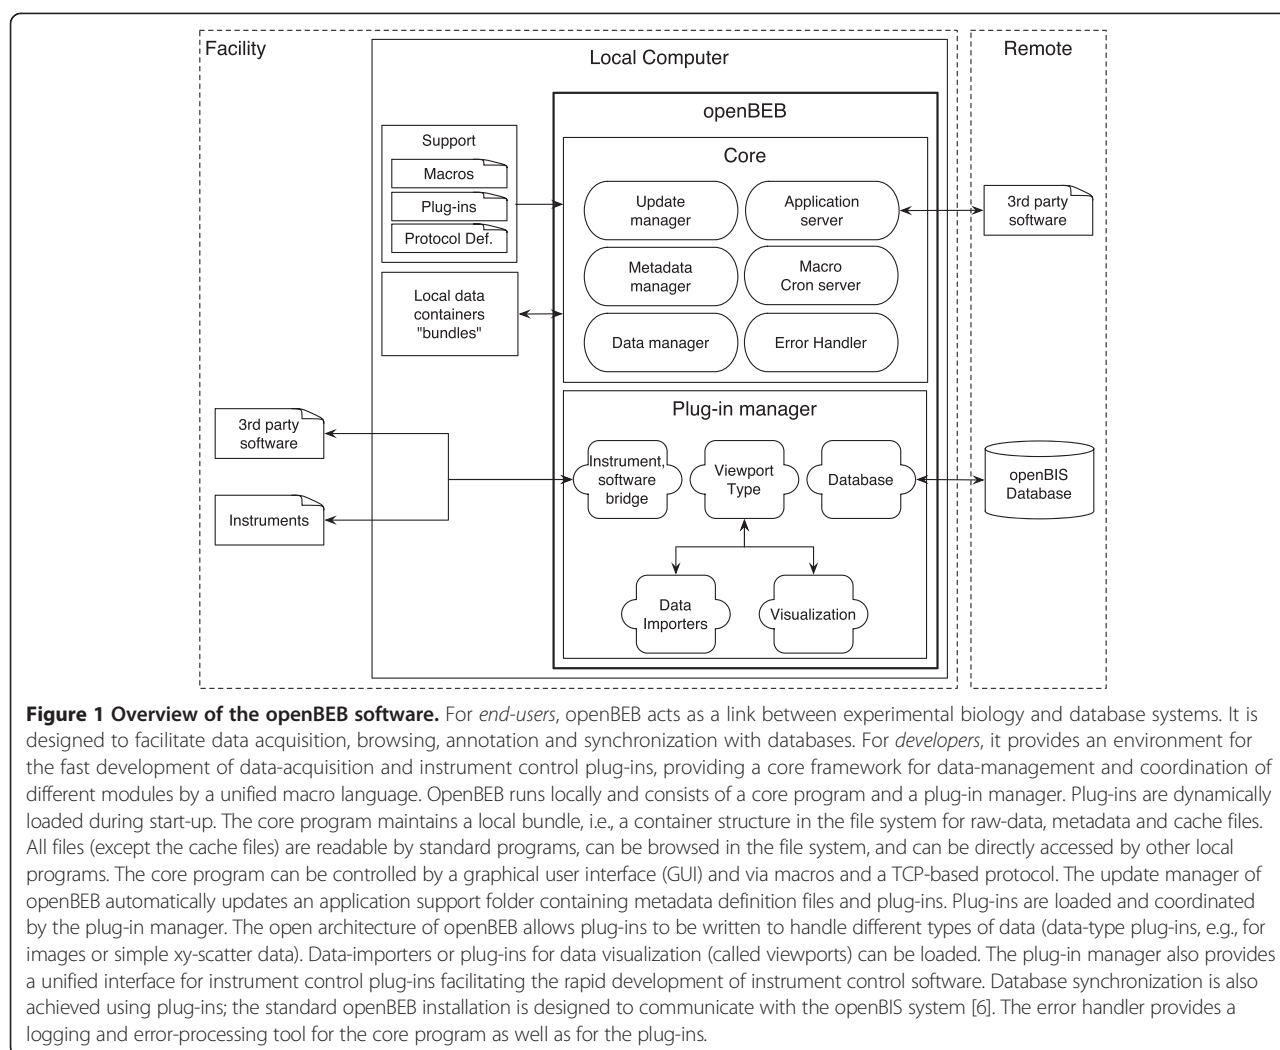 Facility
Local Computer
Remote
openBEB
Support
Macros
Plug-ins
Protocol Def.
Core
Update
manager
Application
server
3rd party
software
Metadata
manager
Macro
Cron server
Local data
containers
"bundles"
Data manager
Error Handler
Plug-in manager
3rd party
software
Instruments
Instrument,
software
bridge
Viewport
Type
Database
openBIS
Database
Data
Importers
Visualization
Figure 1 Overview of the openBEB software. For end-users, openBEB acts as a link between experimental biology and database systems. It is
designed to facilitate data acquisition, browsing, annotation and synchronization with databases. For developers, it provides an environment for
the fast development of data-acquisition and instrument control plug-ins, providing a core framework for data-management and coordination of
different modules by a unified macro language. OpenBEB runs locally and consists of a core program and a plug-in manager. Plug-ins are dynamically
loaded during start-up. The core program maintains a local bundle, i.e., a container structure in the file system for raw-data, metadata and cache files.
All files (except the cache files) are readable by standard programs, can be browsed in the file system, and can be directly accessed by other local
programs. The core program can be controlled by a graphical user interface (GUI) and via macros and a TCP-based protocol. The update manager of
openBEB automatically updates an application support folder containing metadata definition files and plug-ins. Plug-ins are loaded and coordinated
by the plug-in manager. The open architecture of openBEB allows plug-ins to be written to handle different types of data (data-type plug-ins, e.g., for
images or simple xy-scatter data). Data-importers or plug-ins for data visualization (called viewports) can be loaded. The plug-in manager also provides
a unified interface for instrument control plug-ins facilitating the rapid development of instrument control software. Database synchronization is also
achieved using plug-ins; the standard openBEB installation is designed to communicate with the openBIS system [6]. The error handler provides a
logging and error-processing tool for the core program as well as for the plug-ins.